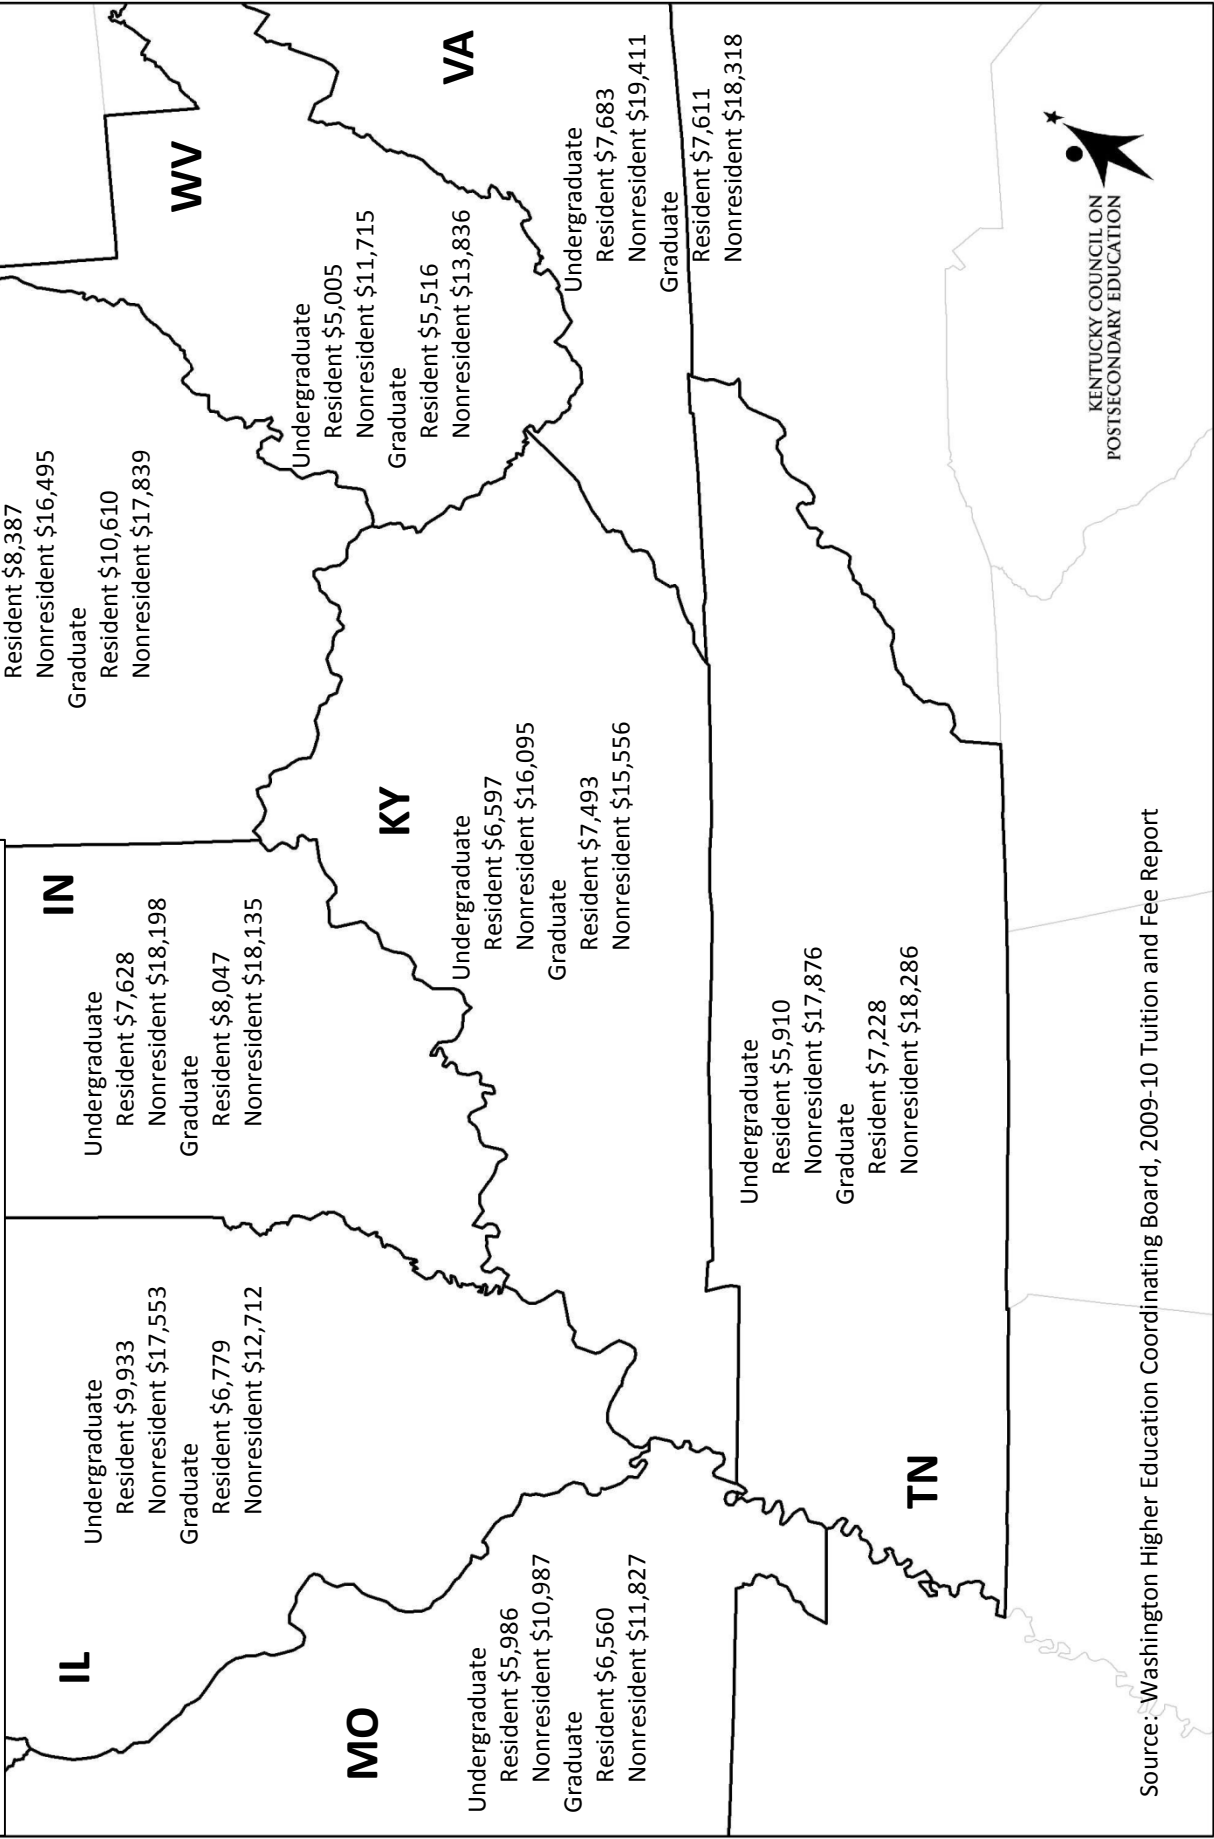 IL
Undergraduate
Resident $9,933
Nonresident $17,553
Graduate
Resident $6,779
Nonresident $12,712
IN
Undergraduate
Resident $7,628
Nonresident $18,198
Graduate
Resident $8,047
Nonresident $18,135
Resident $8,387
Nonresident $16,495
Graduate
Resident $10,610
Nonresident $17,839
WV
Undergraduate
Resident $5,005
Nonresident $11,715
Graduate
Resident $5,516
Nonresident $13,836
MO
Undergraduate
Resident $5,986
Nonresident $10,987
Graduate
Resident $6,560
Nonresident $11,827
KY
Undergraduate
Resident $6,597
Nonresident $16,095
Graduate
Resident $7,493
Nonresident $15,556
VA
Undergraduate
Resident $7,683
Nonresident $19,411
Graduate
Resident $7,611
Nonresident $18,318
TN
Undergraduate
Resident $5,910
Nonresident $17,876
Graduate
Resident $7,228
Nonresident $18,286
KENTUCKY COUNCIL ON
POSTSECONDARY EDUCATION
Source: Washington Higher Education Coordinating Board, 2009-10 Tuition and Fee Report